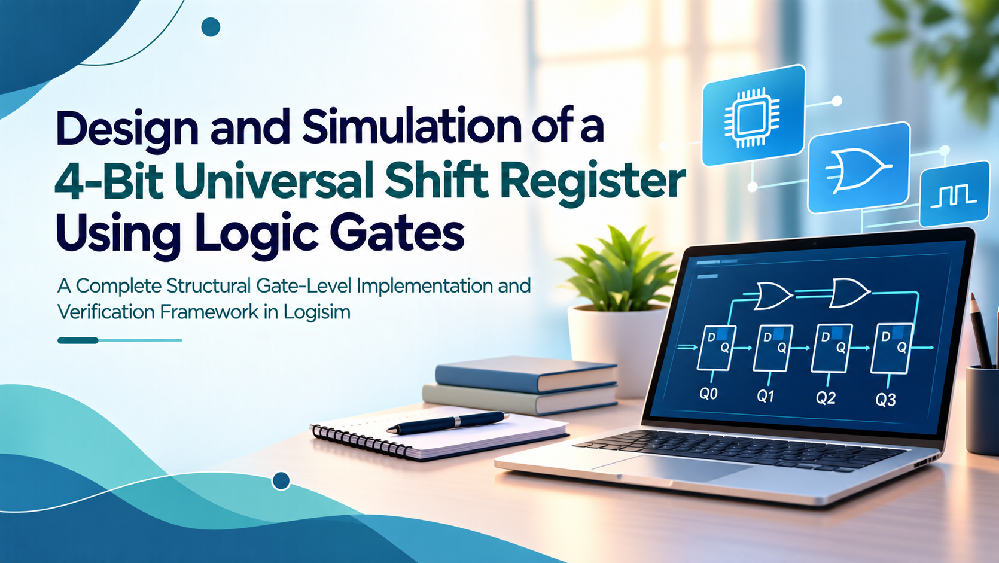 Design and Simulation of a
4-Bit Universal Shift Register
Using Logic Gates
A Complete Structural Gate-Level Implementation and
Verification Framework in Logisim
D Q D Q D Q D Q
Q0 Q1 Q2 Q3